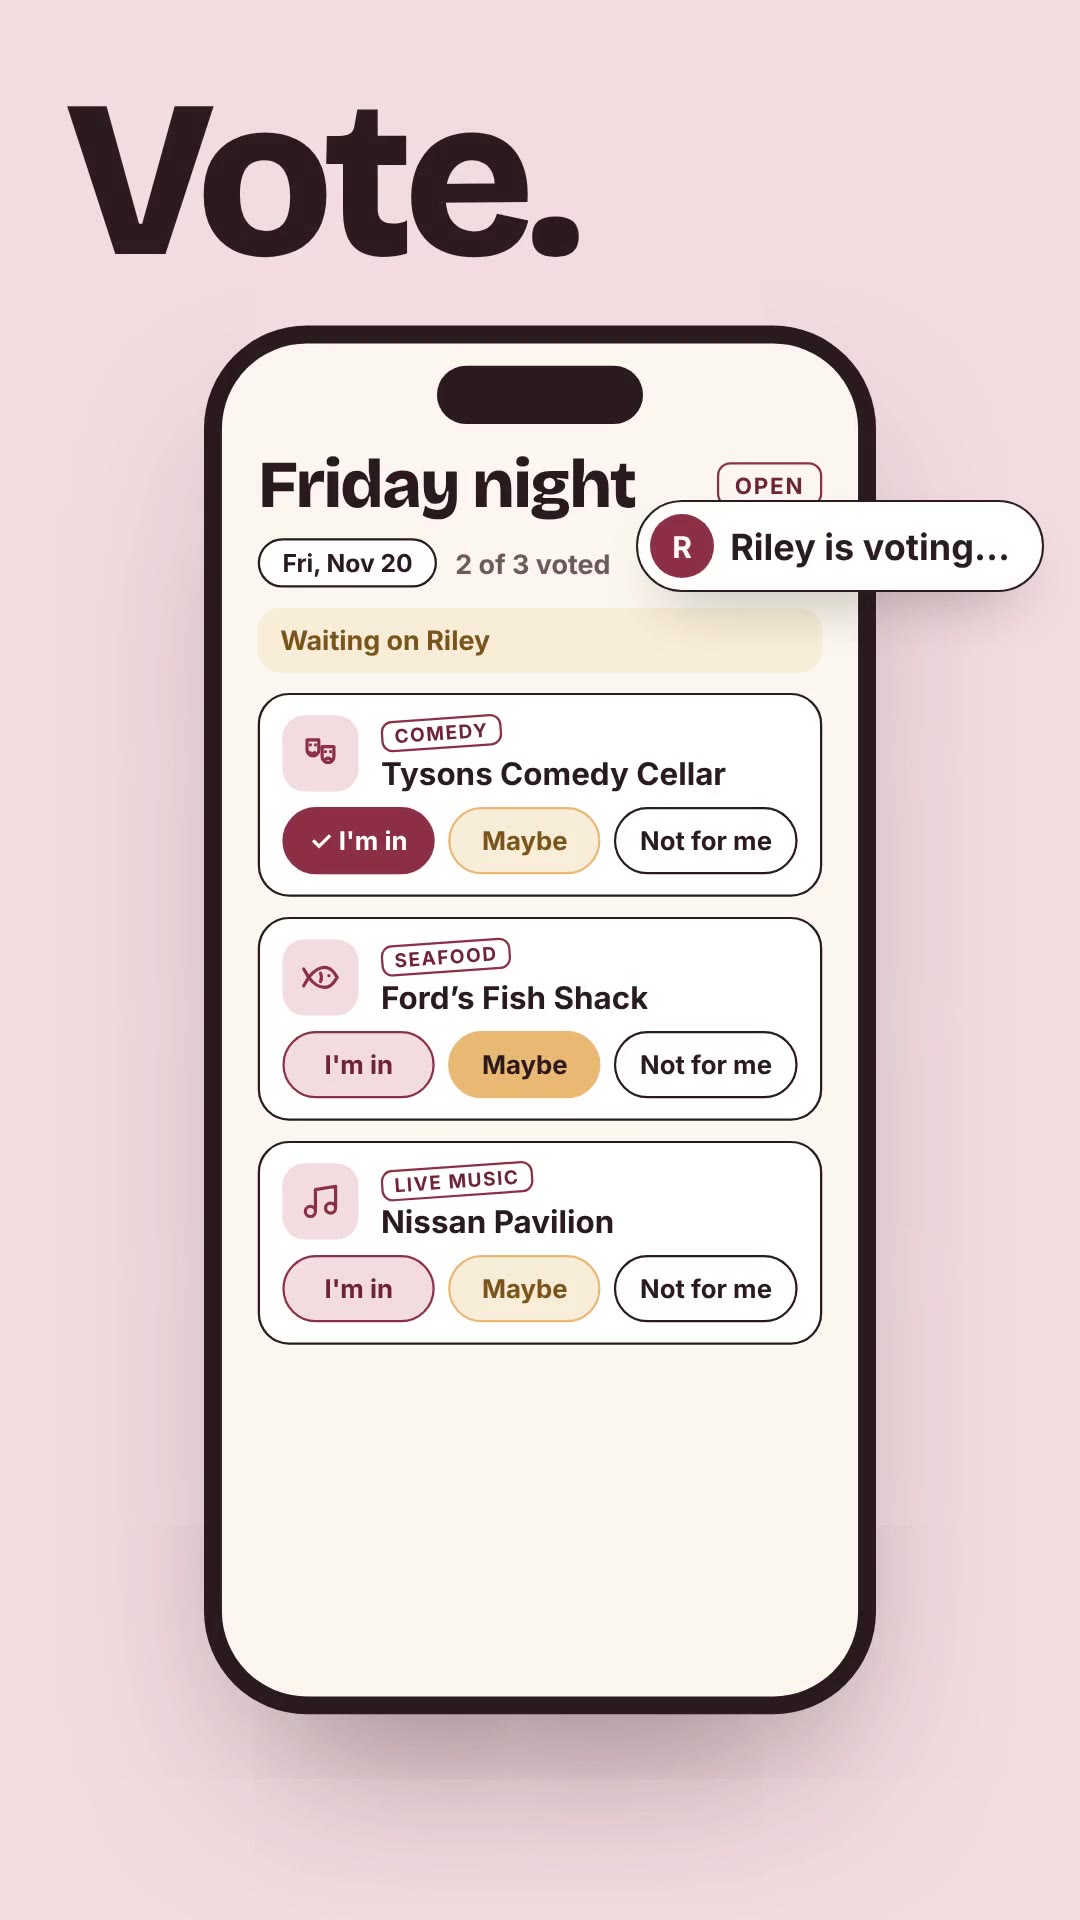 Vote.
Friday night
OPEN
R
Riley is voting...
Fri, Nov 20
2 of 3 voted
Waiting on Riley
COMEDY
Tysons Comedy Cellar
✓ I'm in
Maybe
Not for me
SEAFOOD
Ford’s Fish Shack
I'm in
Maybe
Not for me
LIVE MUSIC
Nissan Pavilion
I'm in
Maybe
Not for me